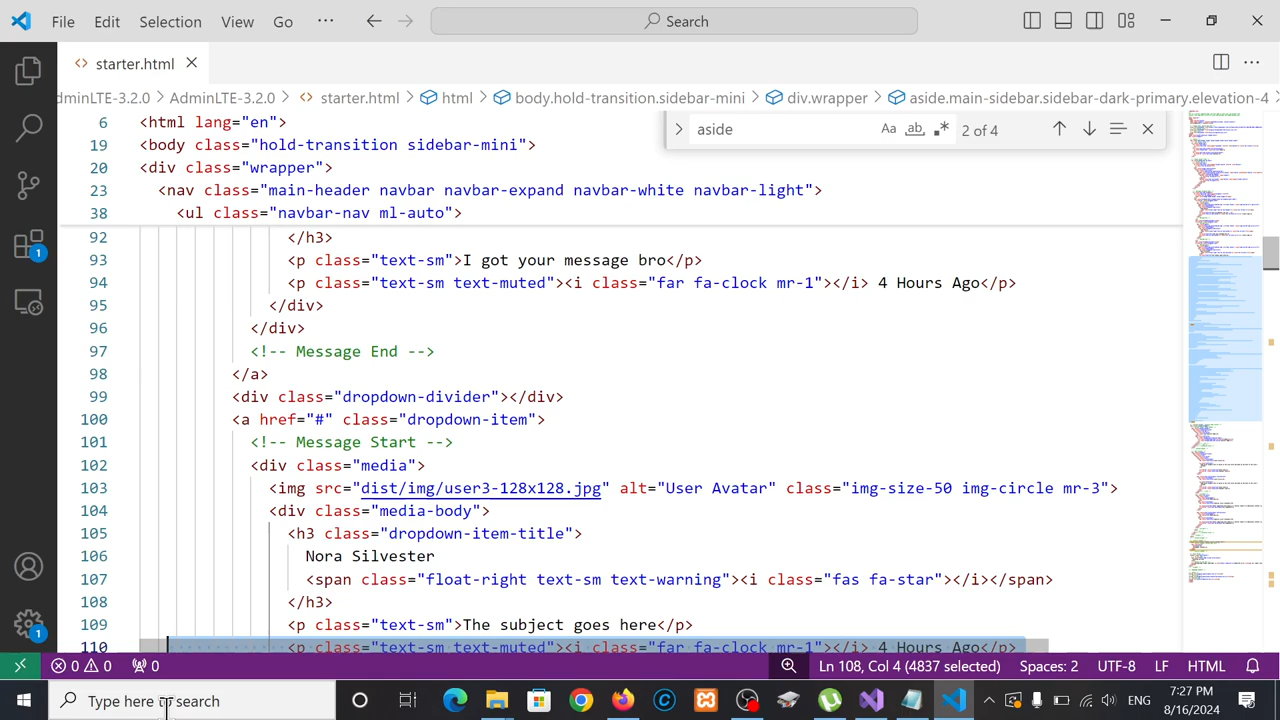 File Edit Selection View Go ··· Search
starter.html
dminLTE-3.2.0 > AdminLTE-3.2.0 > starter.html > html > body.hold-transition.sidebar-mini > div.wrapper > aside.main-sidebar.sidebar-dark-primary.elevation-4
6 <html lang="en">
<body class="hold-transition sidebar-mini">
class="wrapper
23 <nav class="main-header navbar navbar-expand navbar-white navbar-light">
38 <ul class="navbar-nav ml-auto">
aside
92 </h3>
93 <p class="text-sm">I got your message bro</p>
94 <p class="text-sm text-muted"><i class="far fa-clock mr-1"></i> 4 Hours Ago</p>
95 </div>
96 </div>
97 <!-- Message End -->
98 </a>
99 <div class="dropdown-divider"></div>
100 <a href="#" class="dropdown-item">
101 <!-- Message Start -->
102 <div class="media
103 <img src="dist/img/user3-128x128.jpg alt="User Avatar" class="img-size-50 img-circle mr-3"
104 <div class="media-body">
105 <h3 class="dropdown-item-title">
106 Silvester
107 class="float-right text-sm text-warning"><i class="fas fa-star"></i></span>
108 </h3>
109 <p class="text-sm">The subject goes here</p>
110 <p class="text-sm text-muted"><i class="far fa-clock mr-1"></i> 4 Hours Ago</p>
1
1
0 0 0 Ln 108, Col 4 (4837 selected) Spaces: 2 UTF-8 LF HTML
Type here to search
ENG 7:27 PM
8/16/2024